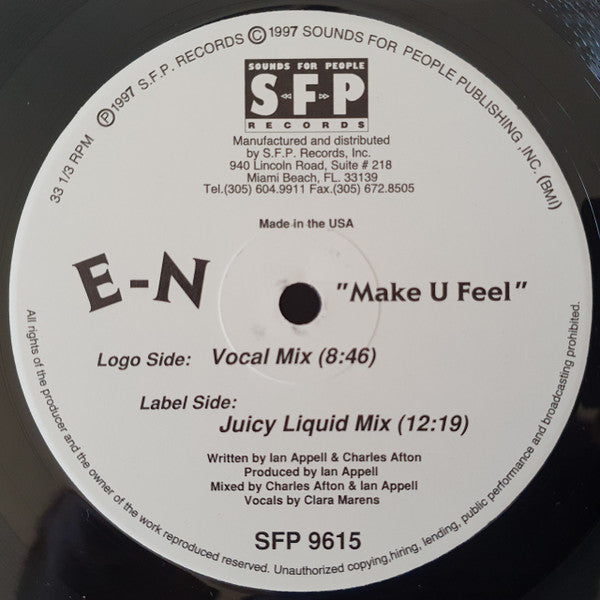 33 1/3 RPM
Ⓟ1997 S.F.P. RECORDS ©1997 SOUNDS FOR PEOPLE PUBLISHING ,INC. (BMI)
SOUNDS FOR PEOPLE
S F P
RECORDS
Manufactured and distributed
by S.F.P. Records, Inc.
940 Lincoln Road, Suite # 218
Miami Beach, FL. 33139
Tel.(305) 604.9911 Fax.(305) 672.8505
Made in the USA
E-N
"Make U Feel"
Logo Side: Vocal Mix (8:46)
Label Side:
Juicy Liquid Mix (12:19)
Written by Ian Appell & Charles Afton
Produced by Ian Appell
Mixed by Charles Afton & Ian Appell
Vocals by Clara Marens
SFP 9615
All rights of the producer and the owner of the work reproduced reserved. Unauthorized copying,hiring, lending, public performance and broadcasting prohibited.